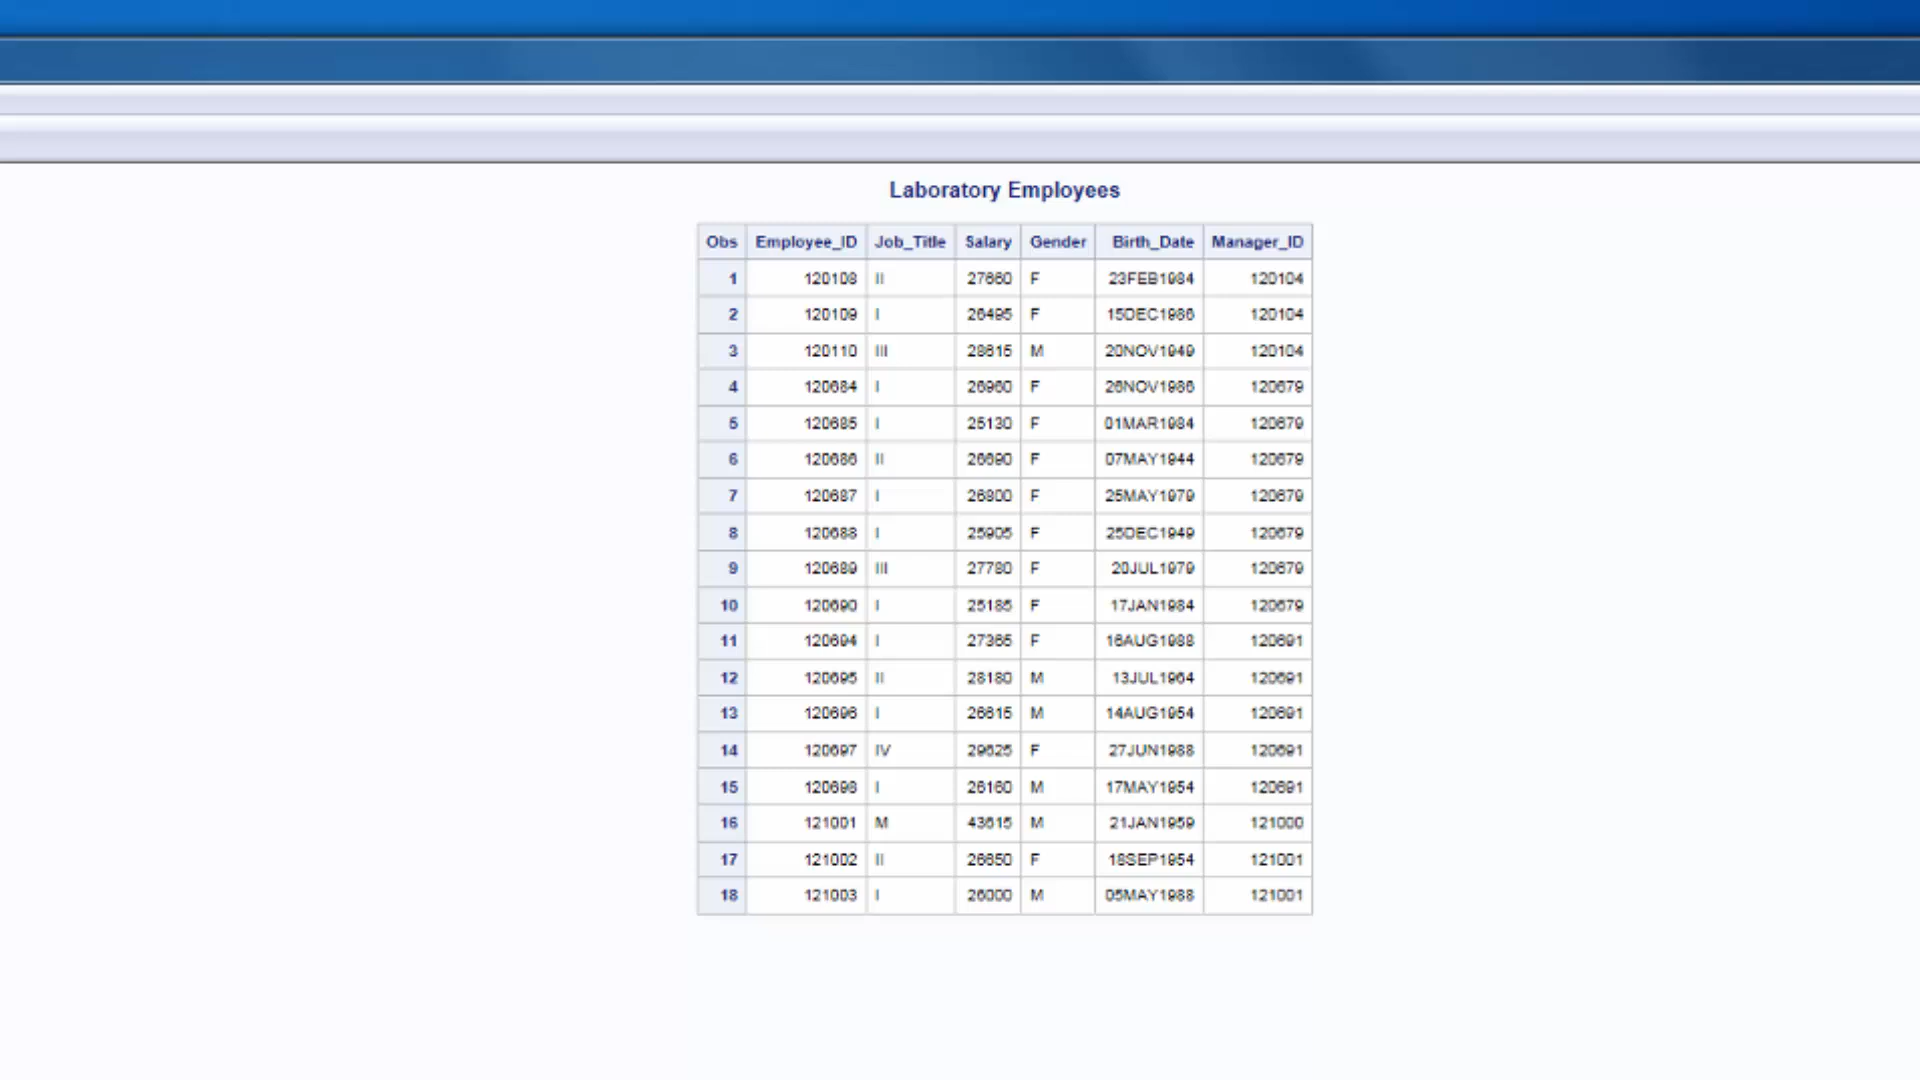 Laboratory Employees
Obs Employee_ID Job_Title Salary Gender Birth_Date Manager_ID
1 120108 II 27660 F 23FEB1984 120104
2 120109 I 26495 F 15DEC1986 120104
3 120110 III 28615 M 20NOV1949 120104
4 120684 I 26960 F 26NOV1986 120679
5 120685 I 25130 F 01MAR1984 120679
6 120686 II 26690 F 07MAY1944 120679
7 120687 I 26800 F 25MAY1979 120679
8 120688 I 25905 F 25DEC1949 120679
9 120689 III 27780 F 20JUL1979 120679
10 120690 I 25185 F 17JAN1984 120679
11 120694 I 27365 F 16AUG1988 120691
12 120695 II 28180 M 13JUL1964 120691
13 120696 I 26615 M 14AUG1954 120691
14 120697 IV 29625 F 27JUN1988 120691
15 120698 I 26160 M 17MAY1954 120691
16 121001 M 43615 M 21JAN1959 121000
17 121002 II 26650 F 18SEP1954 121001
18 121003 I 26000 M 05MAY1988 121001